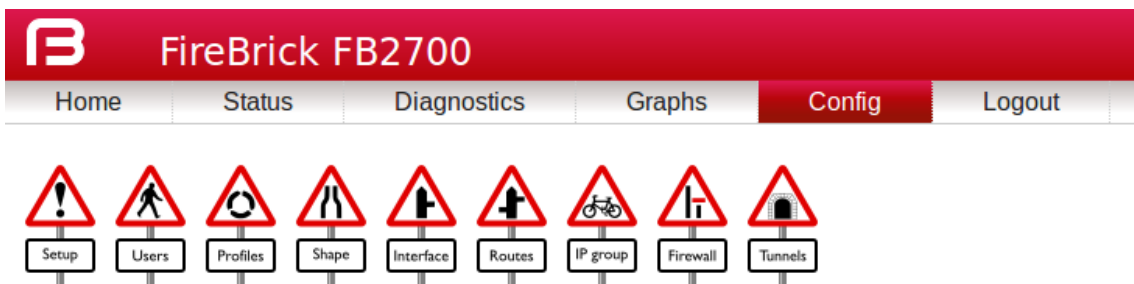 FireBrick FB2700
Home Status Diagnostics Graphs Config Logout
Setup Users Profiles Shape Interface Routes IP group Firewall Tunnels